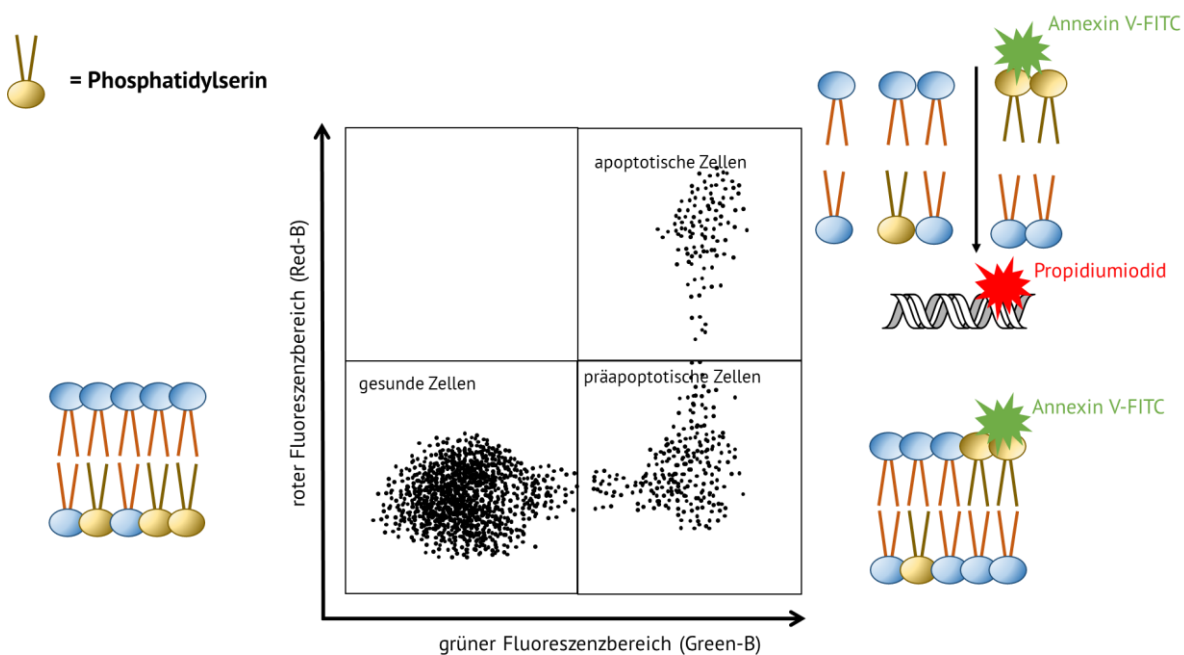 Annexin V-FITC
= Phosphatidylserin
apoptotische Zellen
Propidiumiodid
roter Fluoreszenzbereich (Red-B)
gesunde Zellen
präapoptotische Zellen
Annexin V-FITC
grüner Fluoreszenzbereich (Green-B)